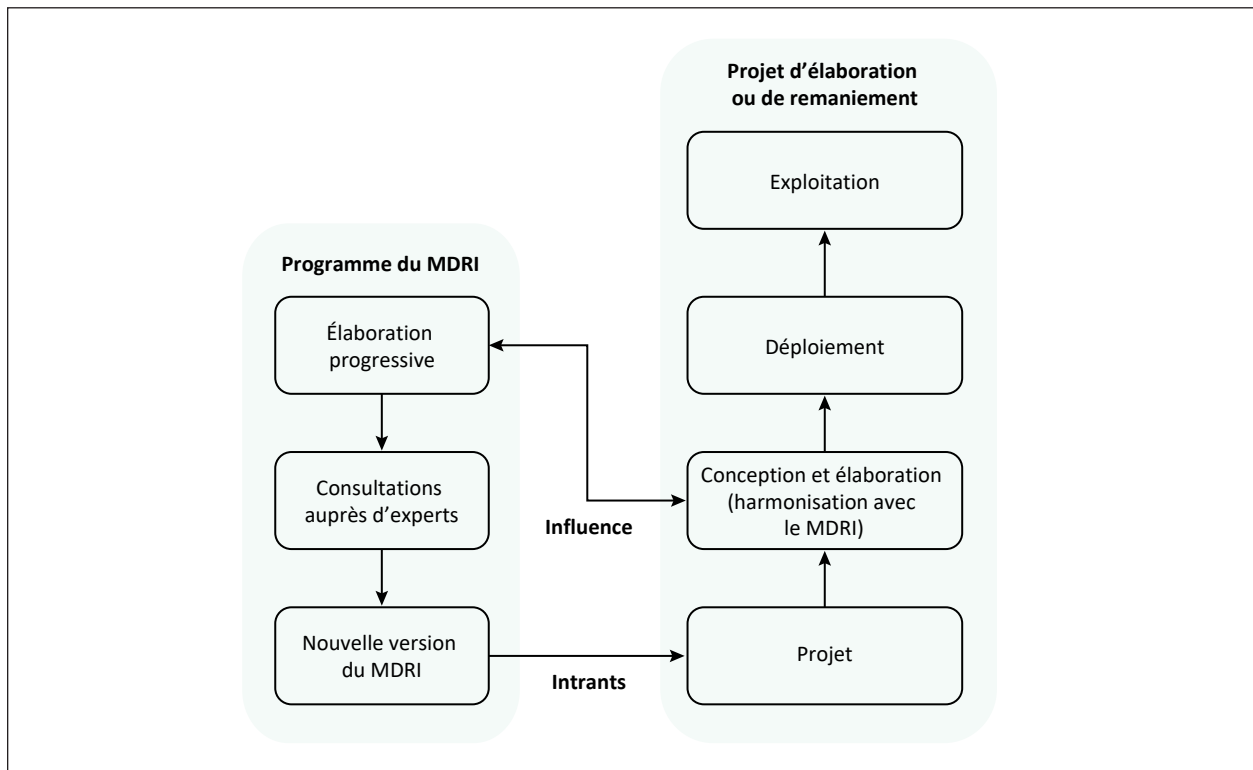 Programme du MDRI
Élaboration
progressive
Consultations
auprès d’experts
Nouvelle version
du MDRI
Influence
Intrants
Projet d’élaboration
ou de remaniement
Exploitation
Déploiement
Conception et élaboration
(harmonisation avec
le MDRI)
Projet